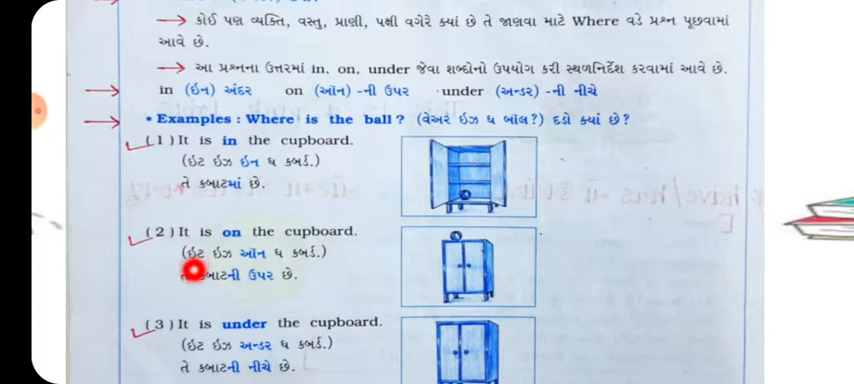 → કોઈ પણ વ્યક્તિ, વસ્તુ, પ્રાણી, પક્ષી વગેરે ક્યાં છે તે જાણવા માટે Where વડે પ્રશ્ન પૂછવામાં
આવે છે.
→ આ પ્રશ્નના ઉત્તરમાં in, on, under જેવા શબ્દોનો ઉપયોગ કરી સ્થળનિર્દેશ કરવામાં આવે છે.
in (ઇન) અંદર on (ઑન) -ની ઉપર under (અન્ડર) -ની નીચે
• Examples : Where is the ball? (વેઅર ઇઝ ધ બૉલ?) દડો ક્યાં છે?
(1) It is in the cupboard.
(ઇટ ઇઝ ઇન ધ કબર્ડ.)
તે કબાટમાં છે.
(2) It is on the cupboard.
(ઇટ ઇઝ ઑન ધ કબર્ડ.)
બાટની ઉપર છે.
(3) It is under the cupboard.
(ઇટ ઇઝ અન્ડર ધ કબર્ડ.)
તે કબાટની નીચે છે.